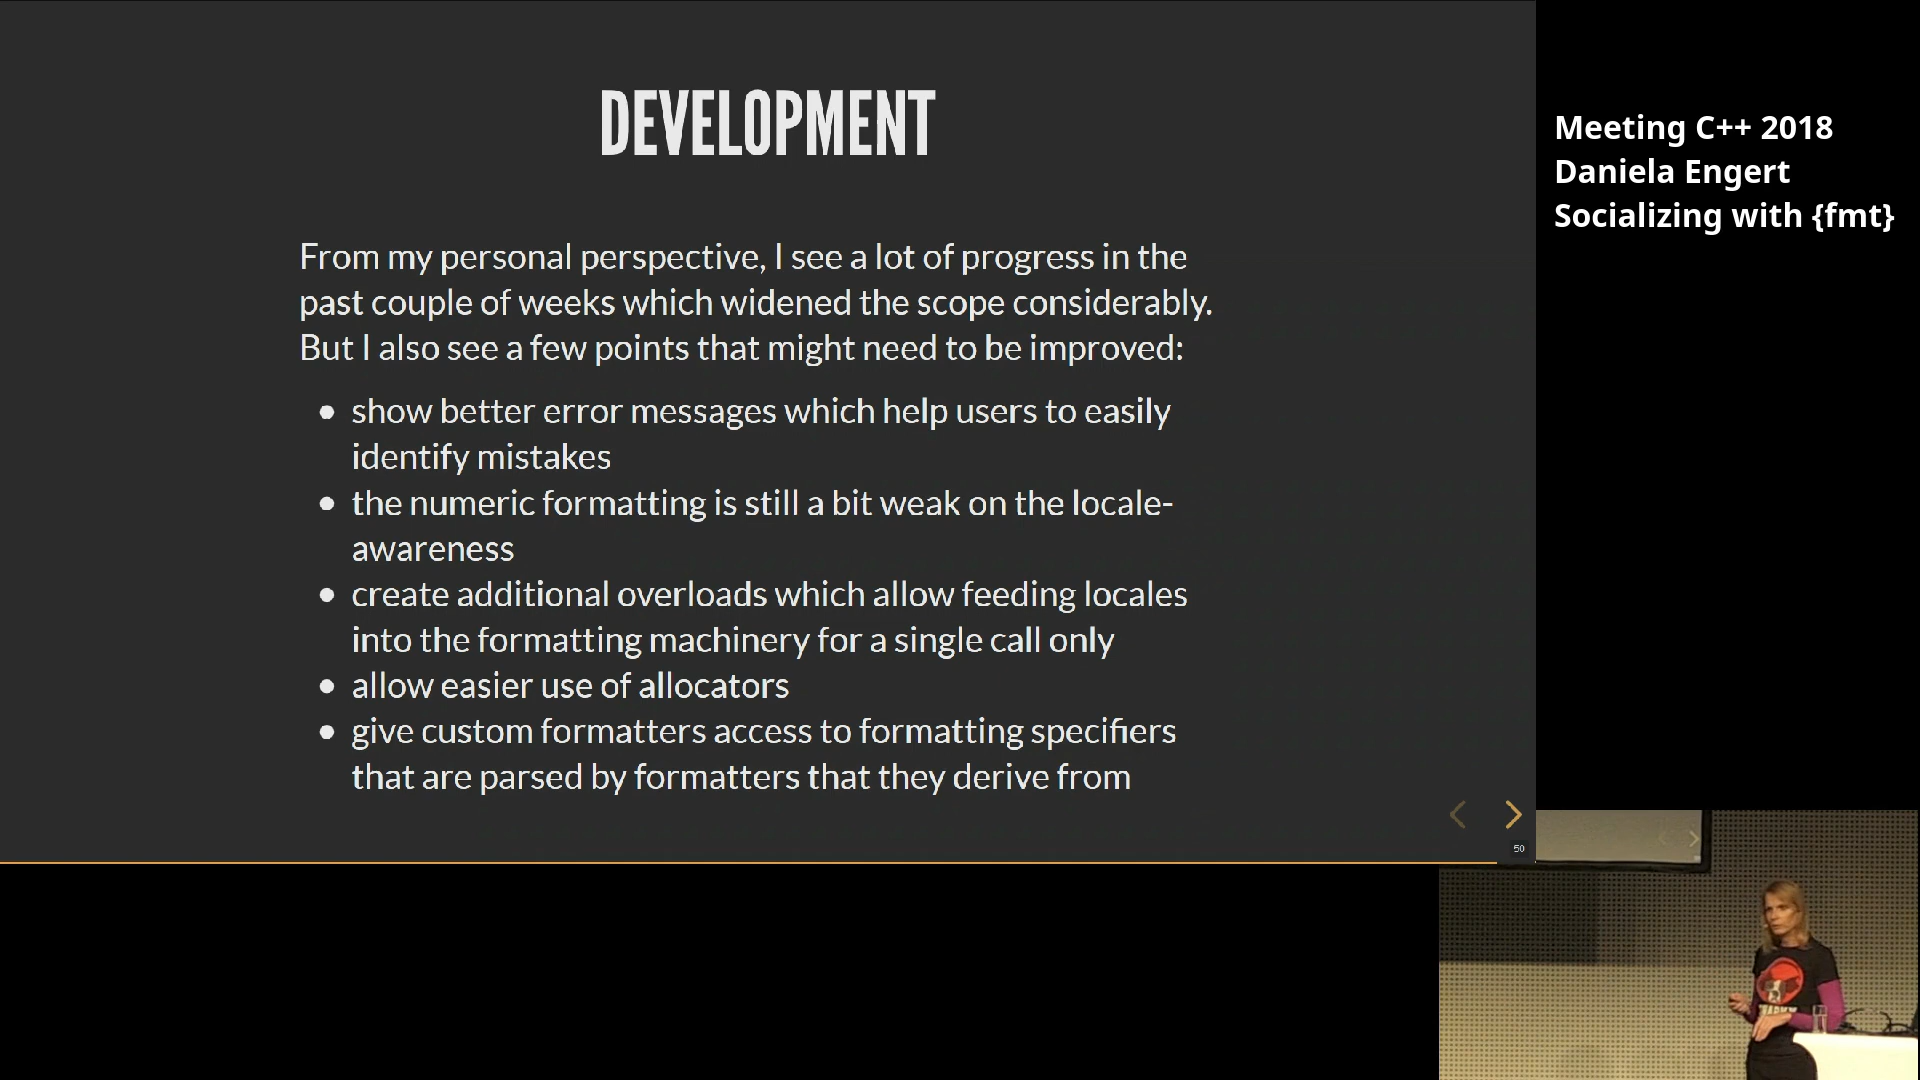 DEVELOPMENT
From my personal perspective, I see a lot of progress in the
past couple of weeks which widened the scope considerably.
But I also see a few points that might need to be improved:
show better error messages which help users to easily
identify mistakes
the numeric formatting is still a bit weak on the locale-
awareness
create additional overloads which allow feeding locales
into the formatting machinery for a single call only
allow easier use of allocators
give custom formatters access to formatting specifiers
that are parsed by formatters that they derive from
50
Meeting C++ 2018
Daniela Engert
Socializing with {fmt}